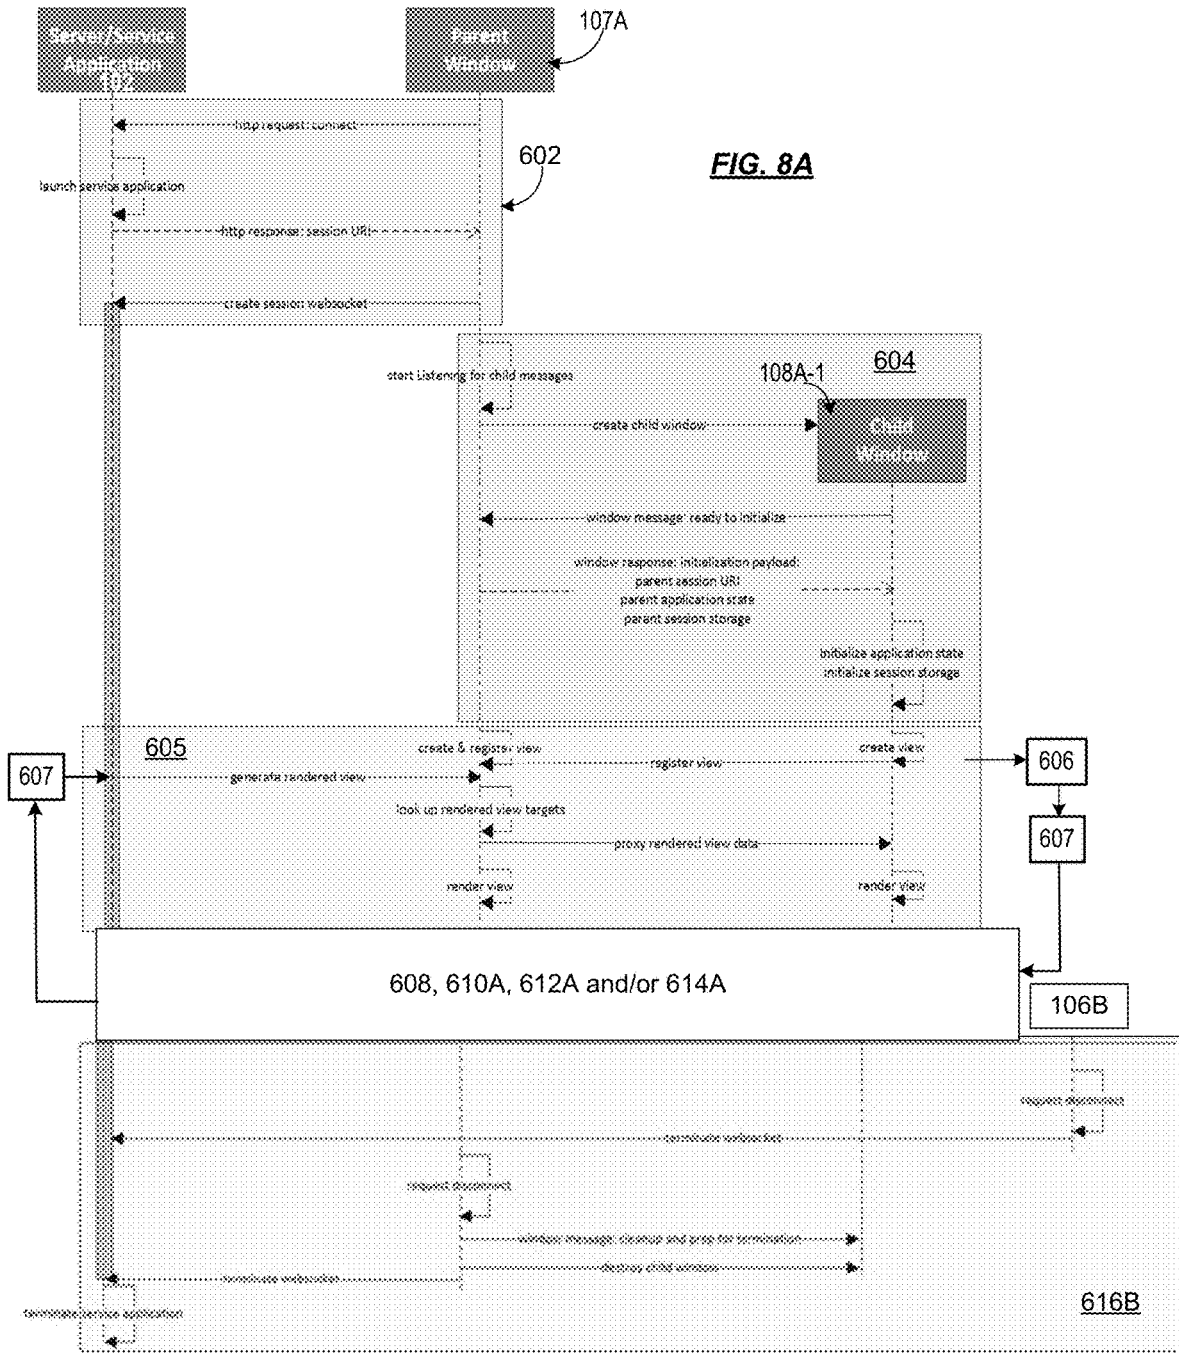 Server/Service
Application
102
Parent
Window
107A
FIG. 8A
http request: connect
602
launch service application
http response: session URI
create session websocket
604
start Listening for child messages
108A-1
create child window
Child
Window
window message: ready to initialize
window response: initialization payload:
parent session URI
parent application state
parent session storage
initialize application state
initialize session storage
605
create & register view
create view
register view
607
generate rendered view
606
look up rendered view targets
607
proxy rendered view data
render view
render view
608, 610A, 612A and/or 614A
106B
request disconnect
terminate websocket
request disconnect
window message: cleanup and prep for termination
destroy child window
terminate websocket
616B
terminate service application